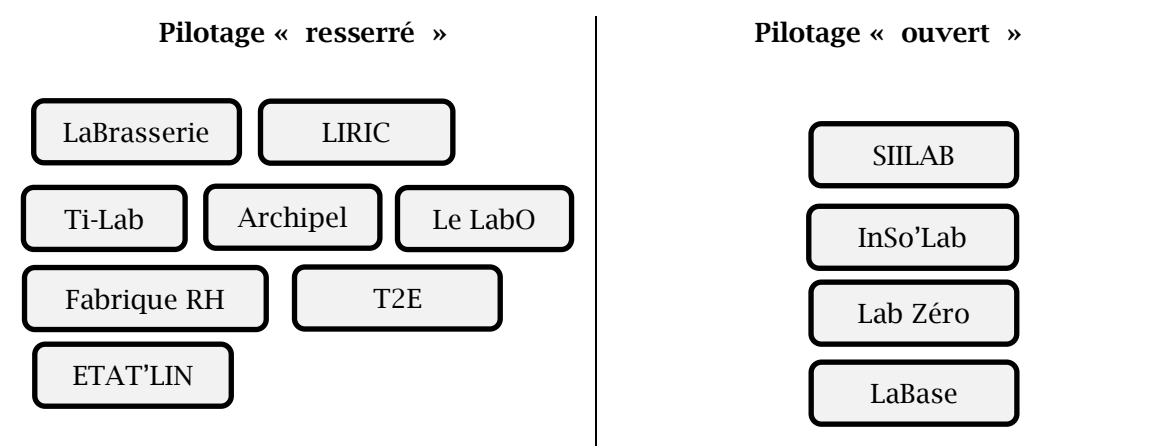 Pilotage « resserré »
LaBrasserie
LIRIC
Ti-Lab
Archipel
Le LabO
Fabrique RH
T2E
ETAT’LIN
Pilotage « ouvert »
SIILAB
InSo’Lab
Lab Zéro
LaBase